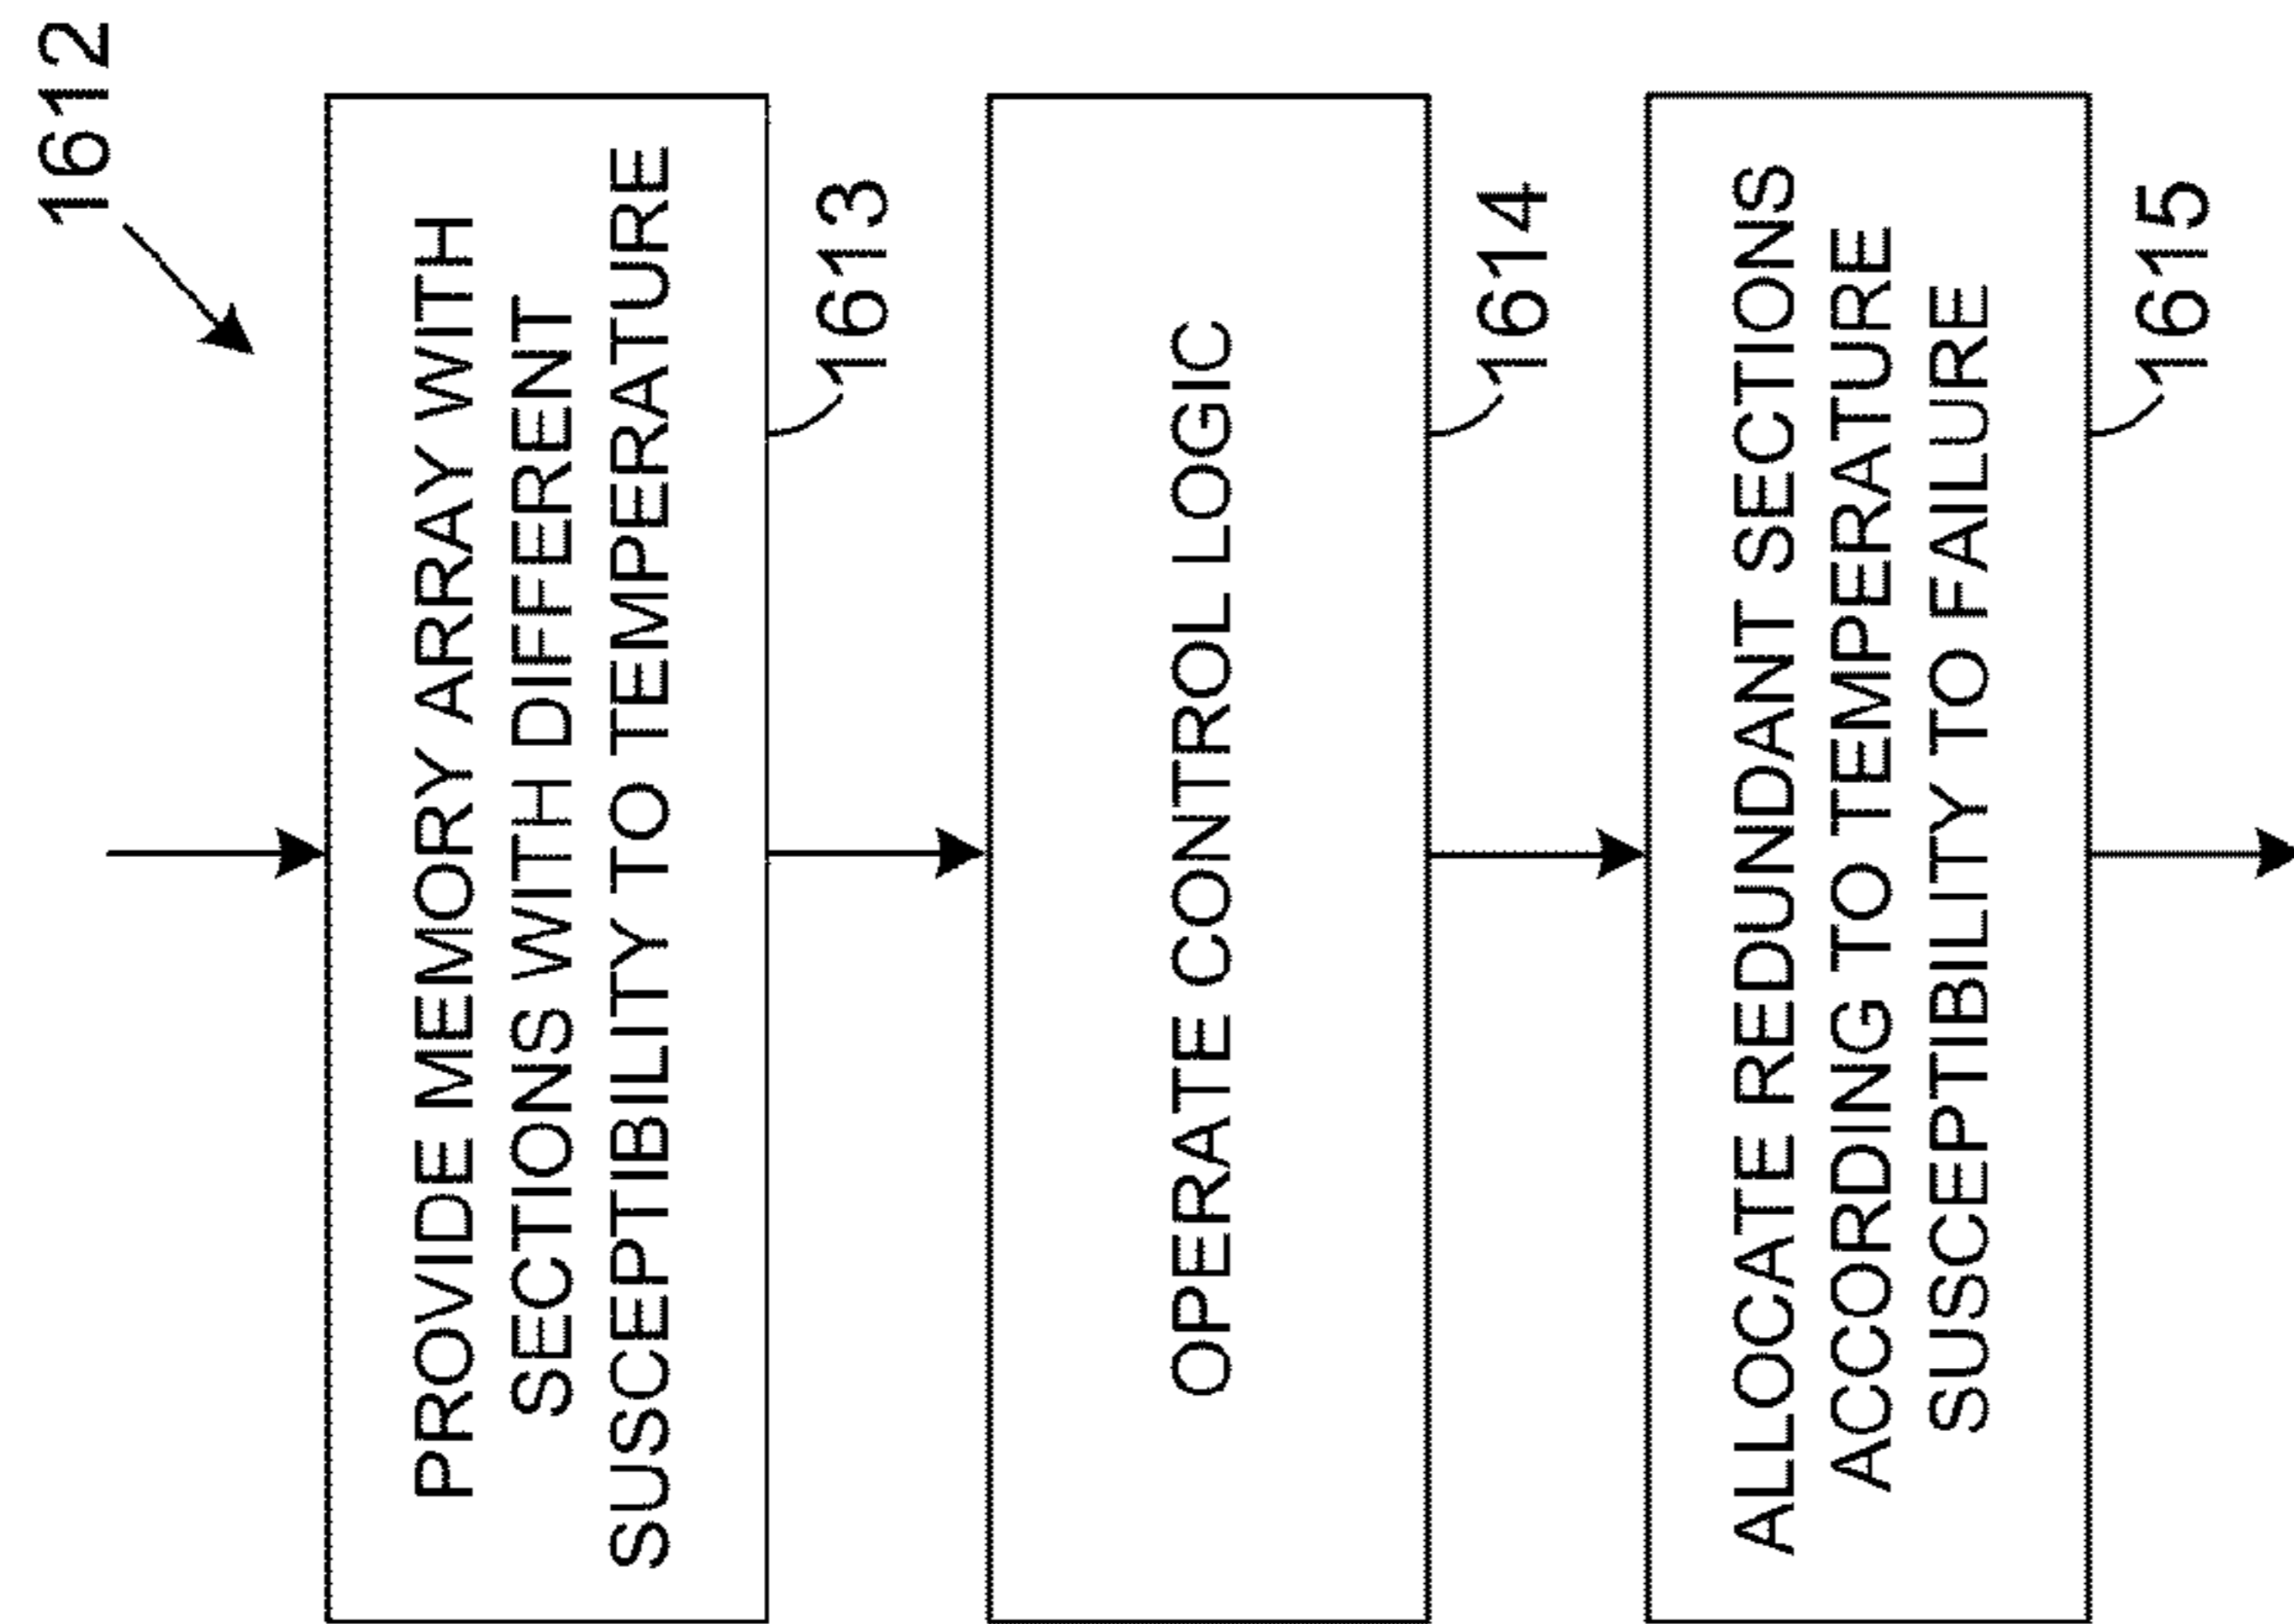 1612
PROVIDE MEMORY ARRAY WITH
SECTIONS WITH DIFFERENT
SUSCEPTIBILITY TO TEMPERATURE
1613
OPERATE CONTROL LOGIC
1614
ALLOCATE REDUNDANT SECTIONS
ACCORDING TO TEMPERATURE
SUSCEPTIBILITY TO FAILURE
1615